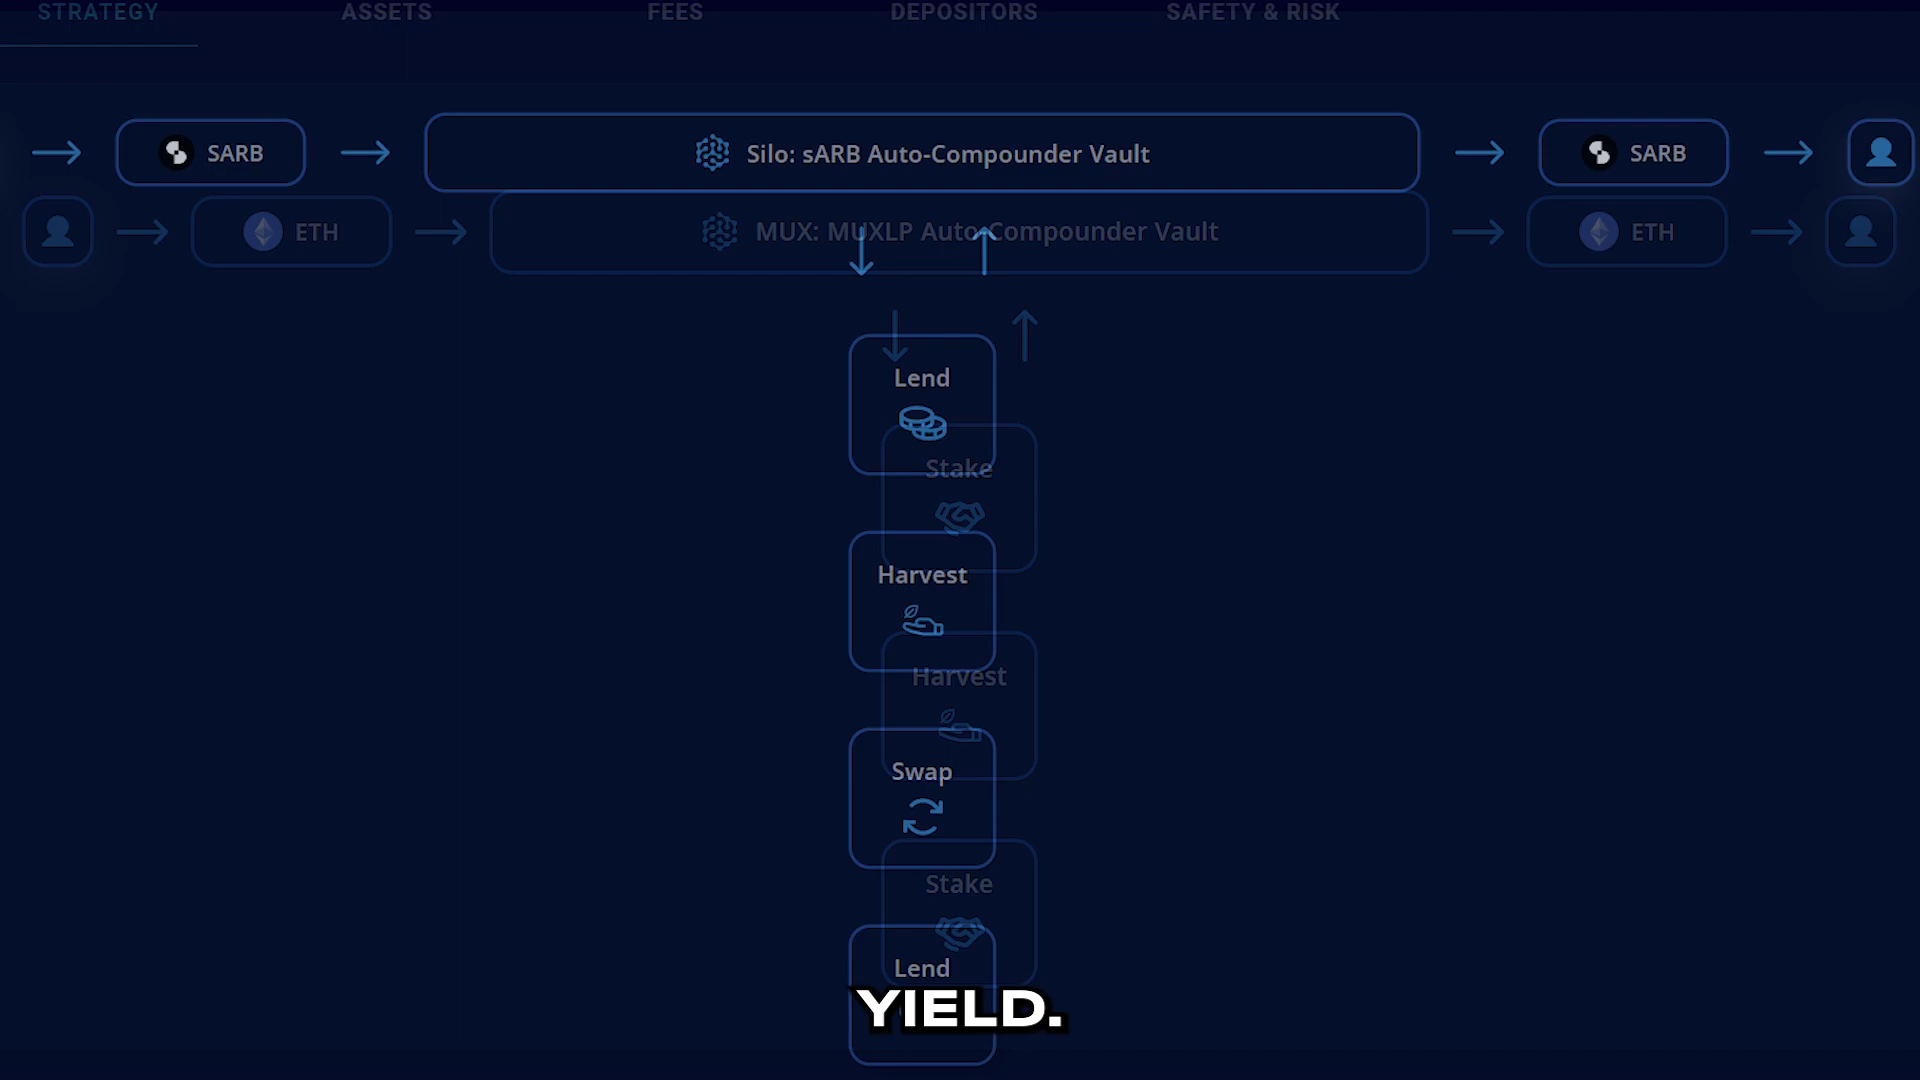 STRATEGY ASSETS FEES DEPOSITORS SAFETY & RISK
SARB Silo: sARB Auto-Compounder Vault SARB
ETH MUX: MUXLP Auto-Compounder Vault ETH
Lend
Stake
Harvest
Harvest
Swap
Stake
Lend
YIELD.